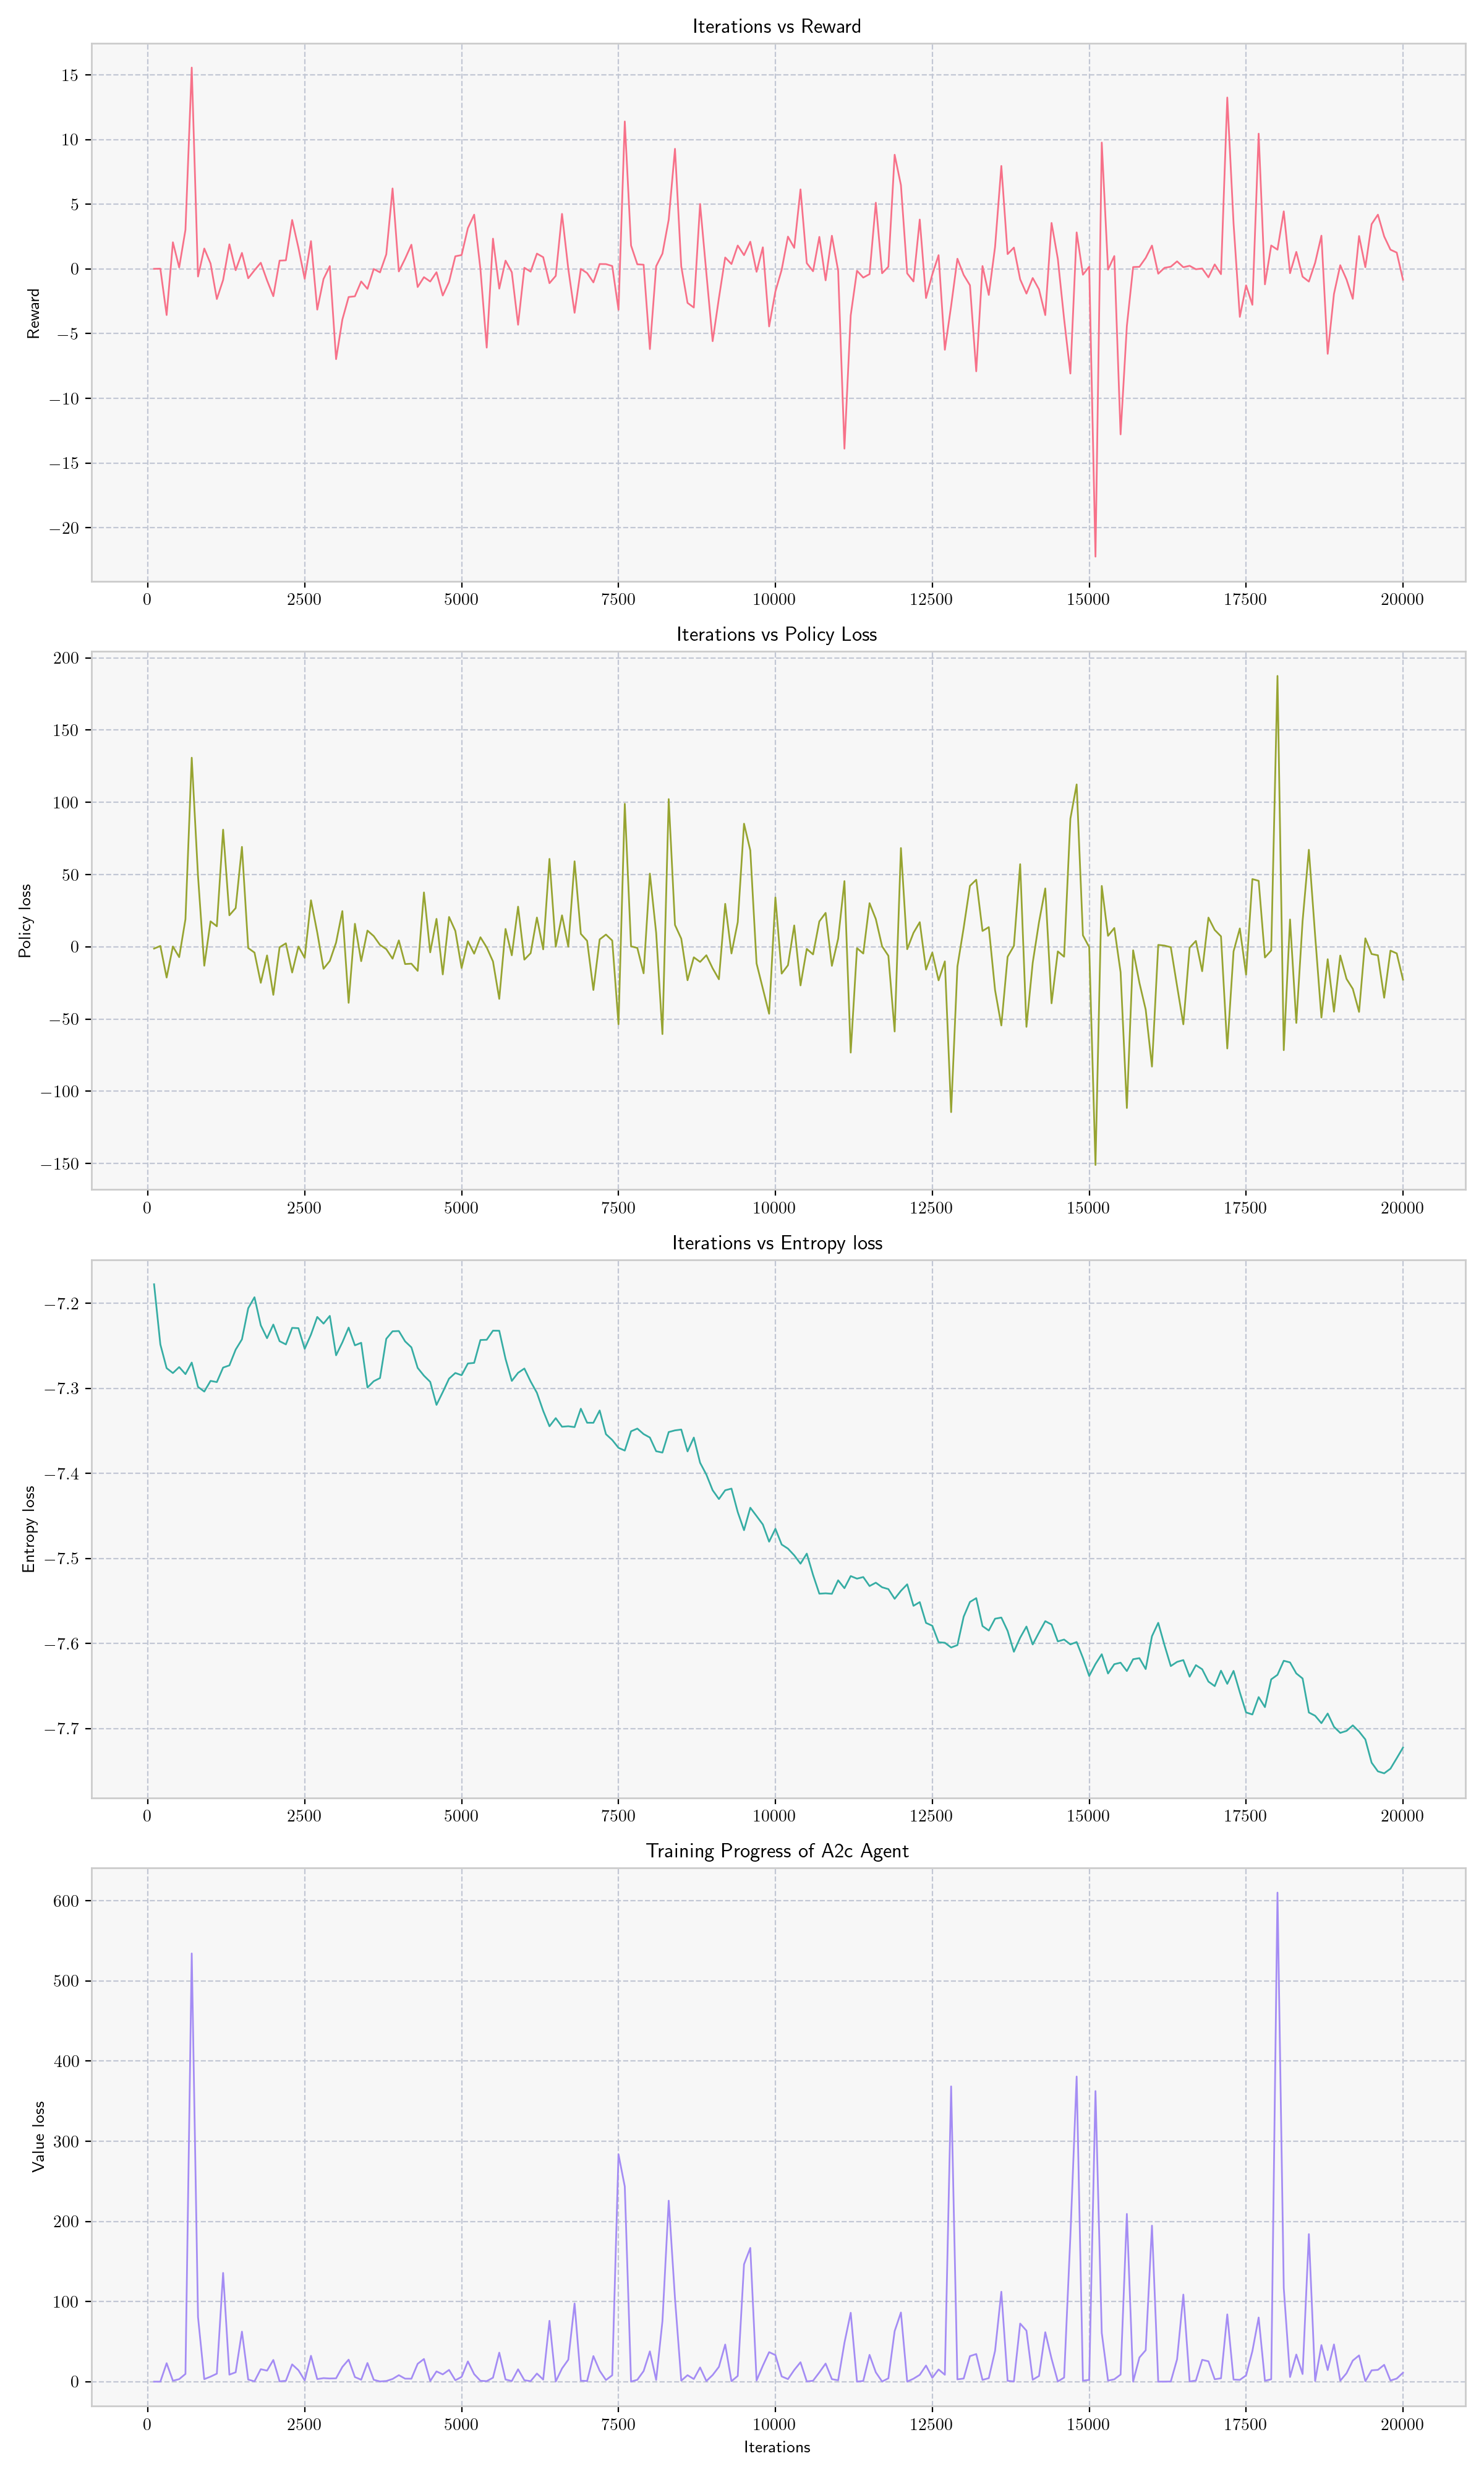 Iterations vs Reward
15
10
5
0
−5
−10
−15
−20
Reward
0 2500 5000 7500 10000 12500 15000 17500 20000
Iterations vs Policy Loss
200
150
100
50
0
−50
−100
−150
Policy loss
0 2500 5000 7500 10000 12500 15000 17500 20000
Iterations vs Entropy loss
−7.2
−7.3
−7.4
−7.5
−7.6
−7.7
Entropy loss
0 2500 5000 7500 10000 12500 15000 17500 20000
Training Progress of A2c Agent
600
500
400
300
200
100
0
Value loss
0 2500 5000 7500 10000 12500 15000 17500 20000
Iterations